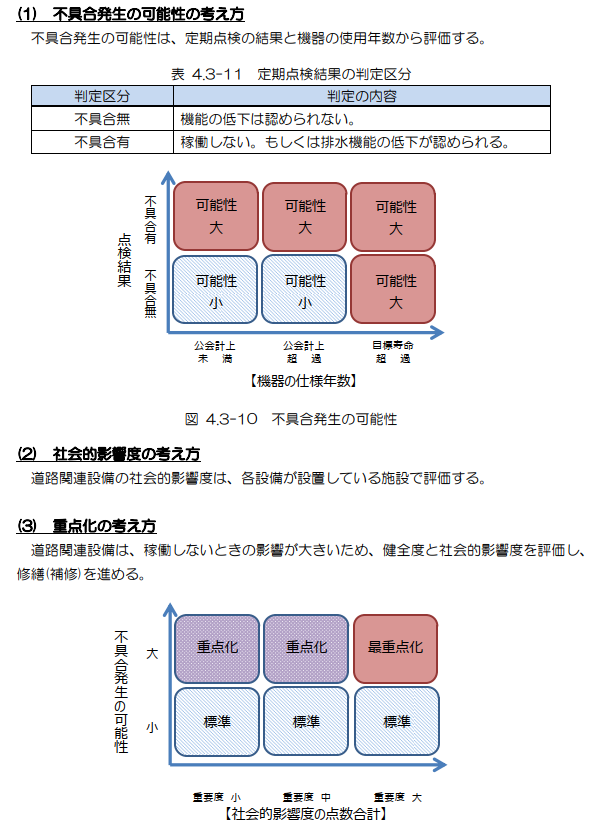 (1) 不具合発生の可能性の考え方
不具合発生の可能性は、定期点検の結果と機器の使用年数から評価する。
表 4.3-11 定期点検結果の判定区分
判定区分 判定の内容
不具合無 機能の低下は認められない。
不具合有 稼働しない。もしくは排水機能の低下が認められる。
点検結果
不具合有
可能性 大
可能性 大
可能性 大
不具合無
可能性 小
可能性 小
可能性 大
公会計上 未 満
公会計上 超 過
目標寿命 超 過
【機器の仕様年数】
図 4.3-10 不具合発生の可能性
(2) 社会的影響度の考え方
道路関連設備の社会的影響度は、各設備が設置している施設で評価する。
(3) 重点化の考え方
道路関連設備は、稼働しないときの影響が大きいため、健全度と社会的影響度を評価し、
修繕(補修)を進める。
不具合発生の可能性
大
重点化 重点化 最重点化
小
標準 標準 標準
重要度 小 重要度 中 重要度 大
【社会的影響度の点数合計】